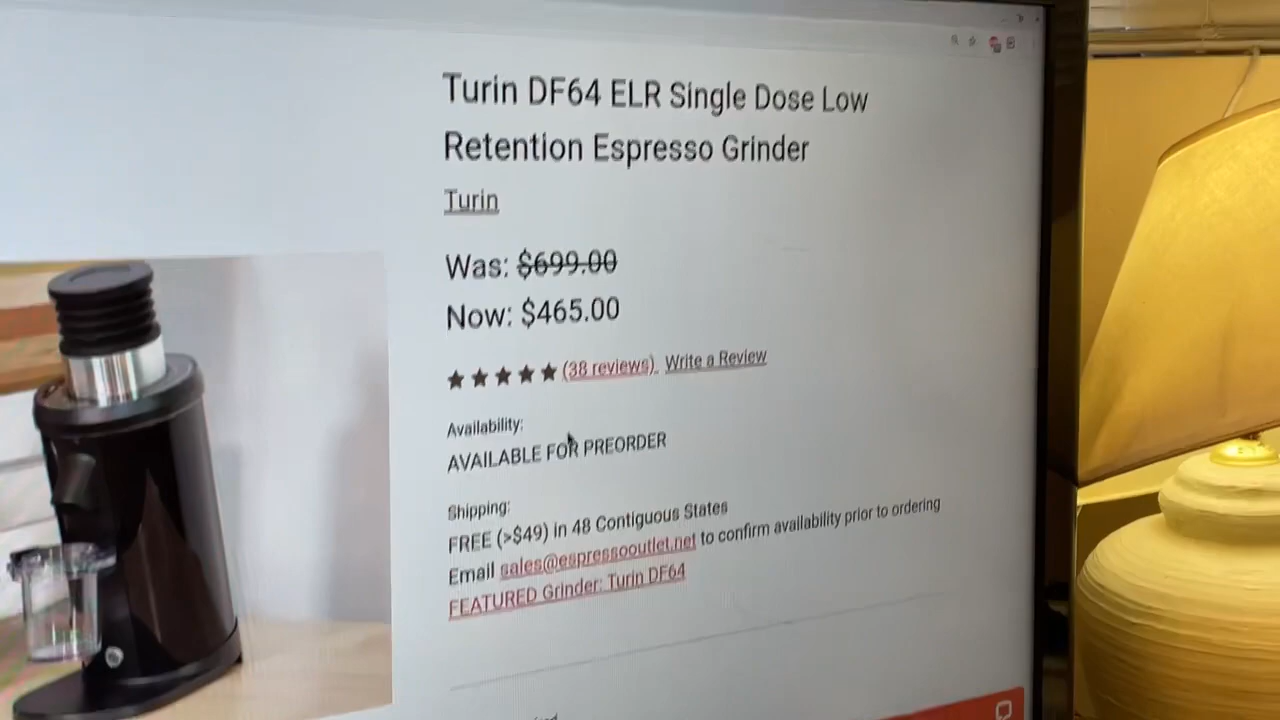 Turin DF64 ELR Single Dose Low
Retention Espresso Grinder
Turin
Was: $699.00
Now: $465.00
(38 reviews) Write a Review
Availability:
AVAILABLE FOR PREORDER
Shipping:
FREE (>$49) in 48 Contiguous States
Email sales@espressooutlet.net to confirm availability prior to ordering
FEATURED Grinder: Turin DF64